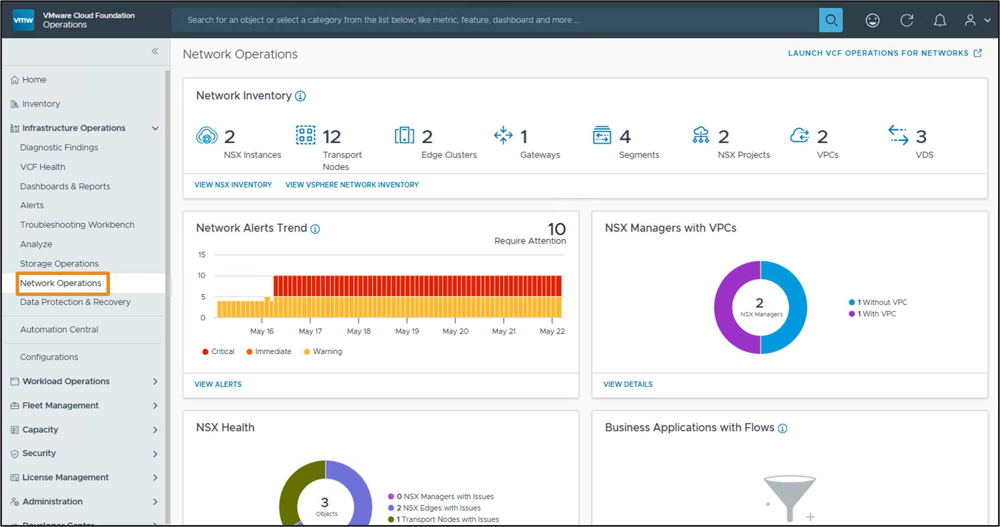 vmw
VMware Cloud Foundation
Operations
Search for an object or select a category from the list below; like metric, feature, dashboard and more ...
Home
Inventory
Infrastructure Operations
Diagnostic Findings
VCF Health
Dashboards & Reports
Alerts
Troubleshooting Workbench
Analyze
Storage Operations
Network Operations
Data Protection & Recovery
Automation Central
Configurations
Workload Operations
Fleet Management
Capacity
Security
License Management
Administration
Developer Center
Network Operations
LAUNCH VCF OPERATIONS FOR NETWORKS
Network Inventory
2
NSX Instances
12
Transport
Nodes
2
Edge Clusters
1
Gateways
4
Segments
2
NSX Projects
2
VPCs
3
VDS
VIEW NSX INVENTORY
VIEW VSPHERE NETWORK INVENTORY
Network Alerts Trend
10
Require Attention
15
10
5
0
May 16
May 17
May 18
May 19
May 20
May 21
May 22
Critical
Immediate
Warning
VIEW ALERTS
NSX Managers with VPCs
2
NSX Managers
1 Without VPC
1 With VPC
VIEW DETAILS
NSX Health
3
Objects
0 NSX Managers with Issues
2 NSX Edges with Issues
1 Transport Nodes with Issues
Business Applications with Flows